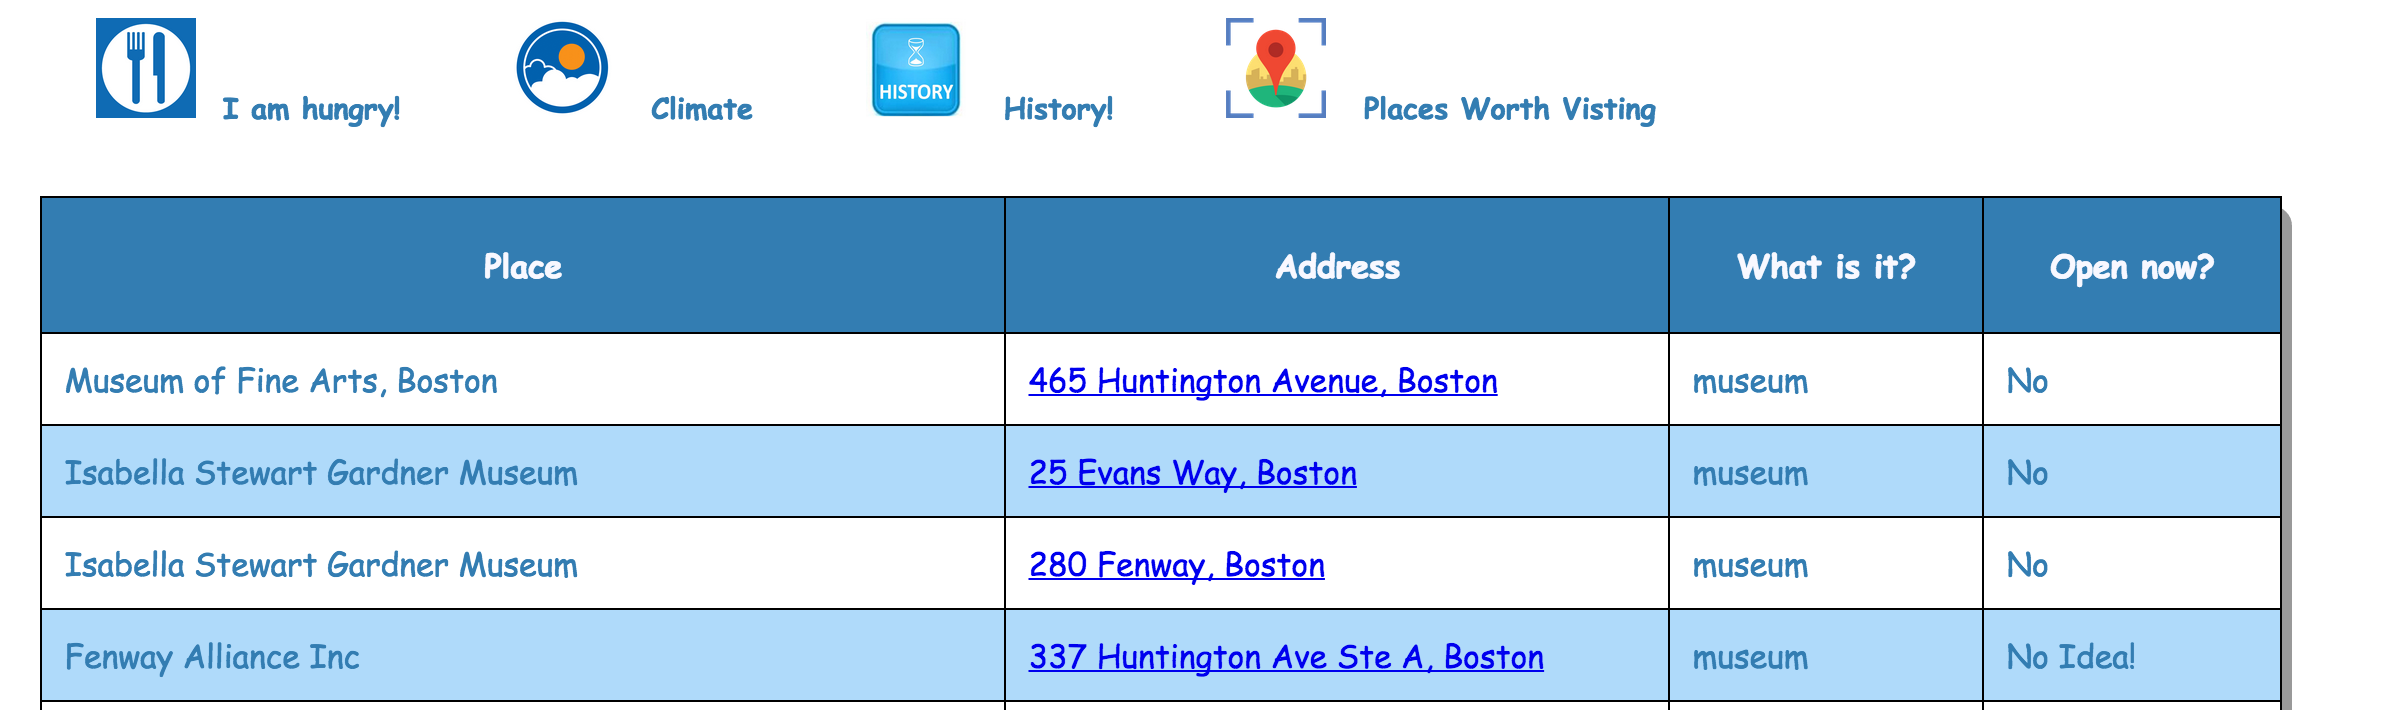 HISTORY
I am hungry!
Climate
History!
Places Worth Visting
Place
Address
What is it?
Open now?
Museum of Fine Arts, Boston
465 Huntington Avenue, Boston
museum
No
Isabella Stewart Gardner Museum
25 Evans Way, Boston
museum
No
Isabella Stewart Gardner Museum
280 Fenway, Boston
museum
No
Fenway Alliance Inc
337 Huntington Ave Ste A, Boston
museum
No Idea!